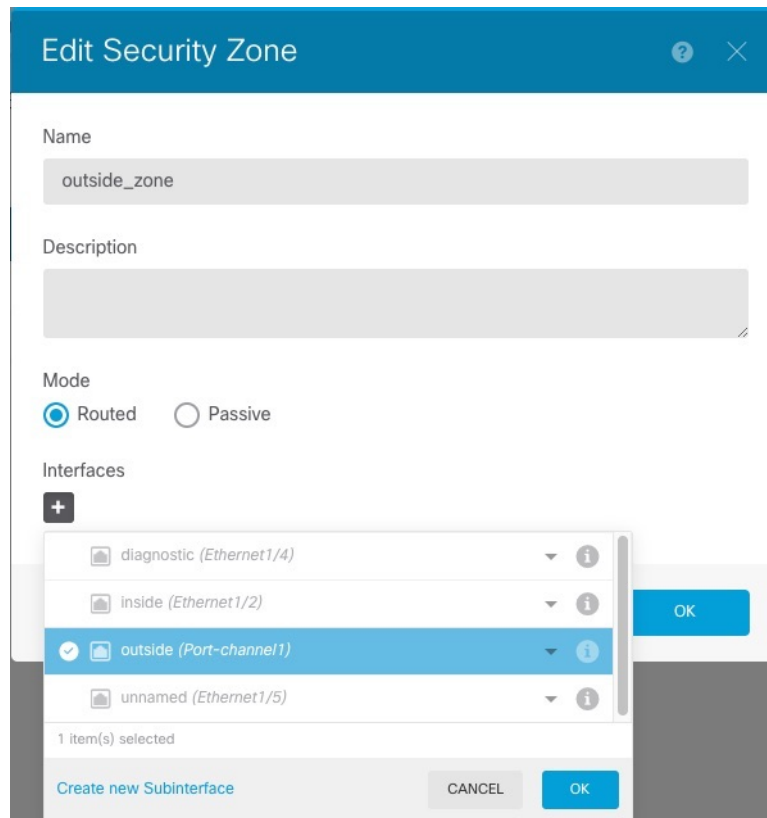 Edit Security Zone
Name
outside_zone
Description
Mode
Routed Passive
Interfaces
diagnostic (Ethernet1/4)
inside (Ethernet1/2)
OK
outside (Port-channel1)
unnamed (Ethernet1/5)
1 item(s) selected
Create new Subinterface CANCEL OK